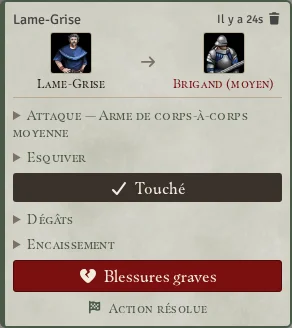 Lame-Grise
Il y a 24s
Lame-Grise
Brigand (moyen)
Attaque — Arme de corps-à-corps
moyenne
Esquiver
Touché
Dégâts
Encaissement
Blessures graves
Action résolue